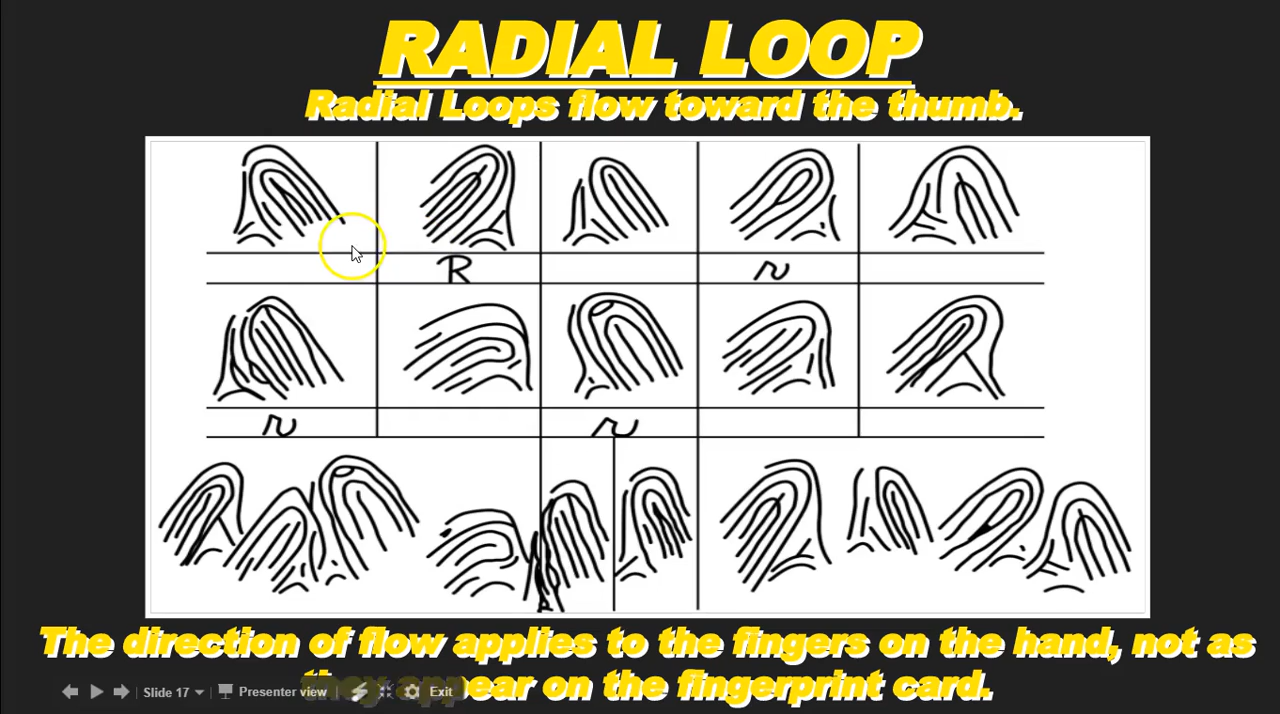 RADIAL LOOP
Radial Loops flow toward the thumb.
R
r
r
r
The direction of flow applies to the fingers on the hand, not as
they appear on the fingerprint card.
Slide 17
Presenter view
Exit